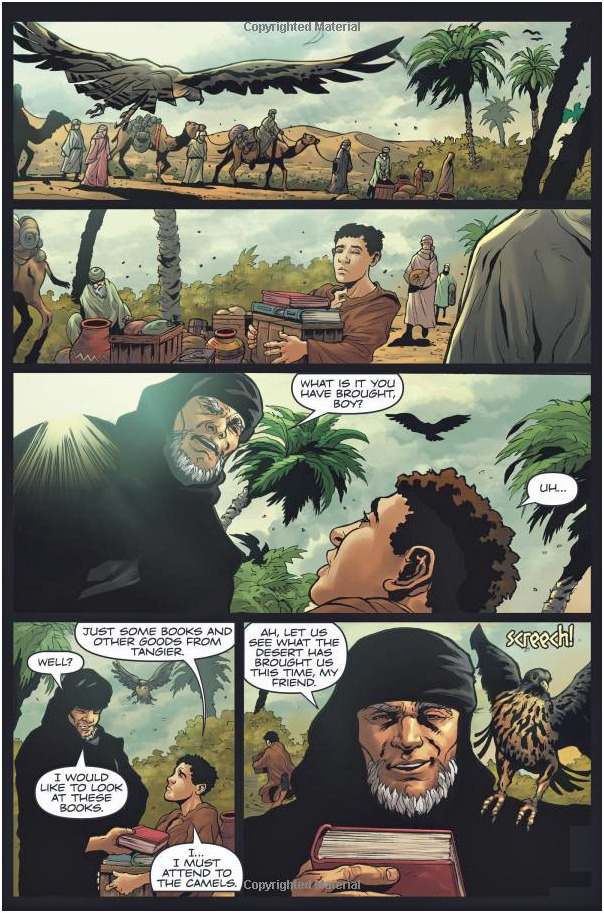 Copyrighted Material
WHAT IS IT YOU
HAVE BROUGHT,
BOY?
UH...
WELL?
JUST SOME BOOKS AND
OTHER GOODS FROM
TANGIER.
I WOULD
LIKE TO LOOK
AT THESE
BOOKS.
I...
I MUST
ATTEND TO
THE CAMELS.
AH, LET US
SEE WHAT THE
DESERT HAS
BROUGHT US
THIS TIME, MY
FRIEND.
screech!
Copyrighted Material